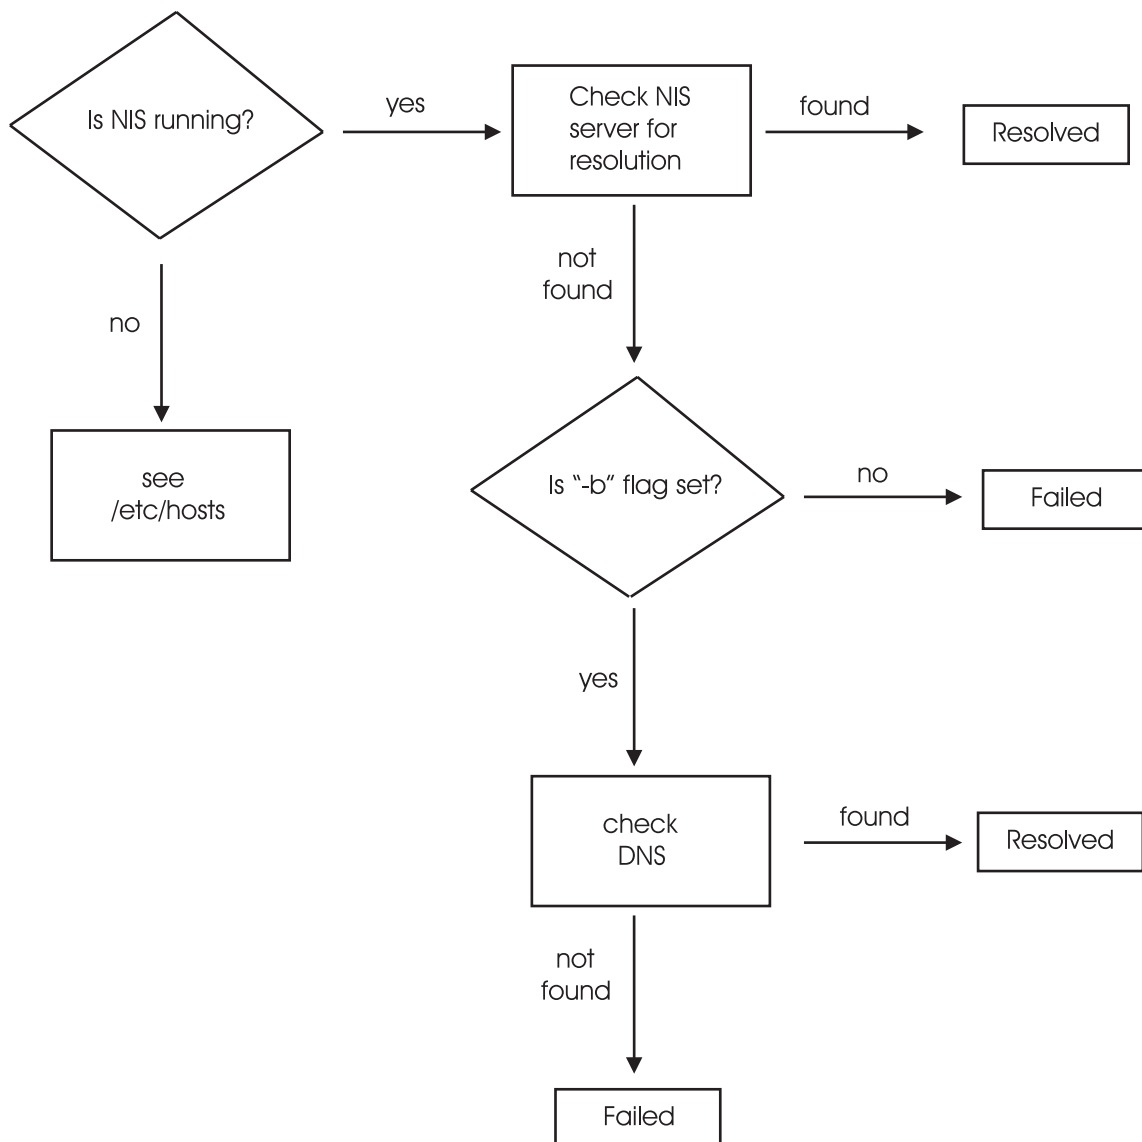 Is NIS running?
yes
Check NIS
server for
resolution
found
Resolved
not
found
no
see
/etc/hosts
Is “-b” flag set?
no
Failed
yes
check
DNS
found
Resolved
not
found
Failed